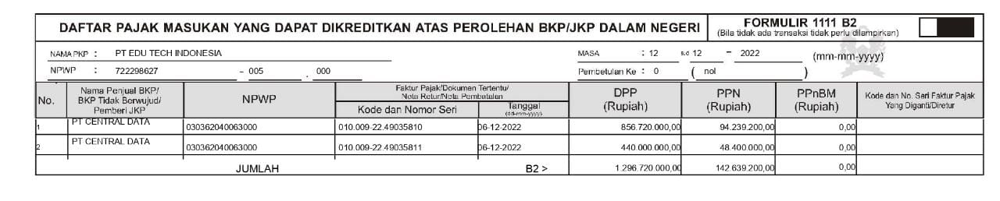 DAFTAR PAJAK MASUKAN YANG DAPAT DIKREDITKAN ATAS PEROLEHAN BKP/JKP DALAM NEGERI
FORMULIR 1111 B2
(Bila tidak ada transaksi tidak perlu dilampirkan)
NAMA PKP : PT EDU TECH INDONESIA
MASA : 12 s.d 12 - 2022 (mm-mm-yyyy)
NPWP : 722298627 - 005 . 000
Pembetulan Ke : 0 ( nol )
No.
Nama Penjual BKP/
BKP Tidak Berwujud/
Pemberi JKP
NPWP
Faktur Pajak/Dokumen Tertentu/
Nota Retur/Nota Pembatalan
Kode dan Nomor Seri
Tanggal
(dd-mm-yyyy)
DPP
(Rupiah)
PPN
(Rupiah)
PPnBM
(Rupiah)
Kode dan No. Seri Faktur Pajak
Yang Diganti/Diretur
1 PT CENTRAL DATA 030362040063000 010.009-22.49035810 06-12-2022 856.720.000,00 94.239.200,00 0,00
2 PT CENTRAL DATA 030362040063000 010.009-22.49035811 06-12-2022 440.000.000,00 48.400.000,00 0,00
JUMLAH B2 > 1.296.720.000,00 142.639.200,00 0,00